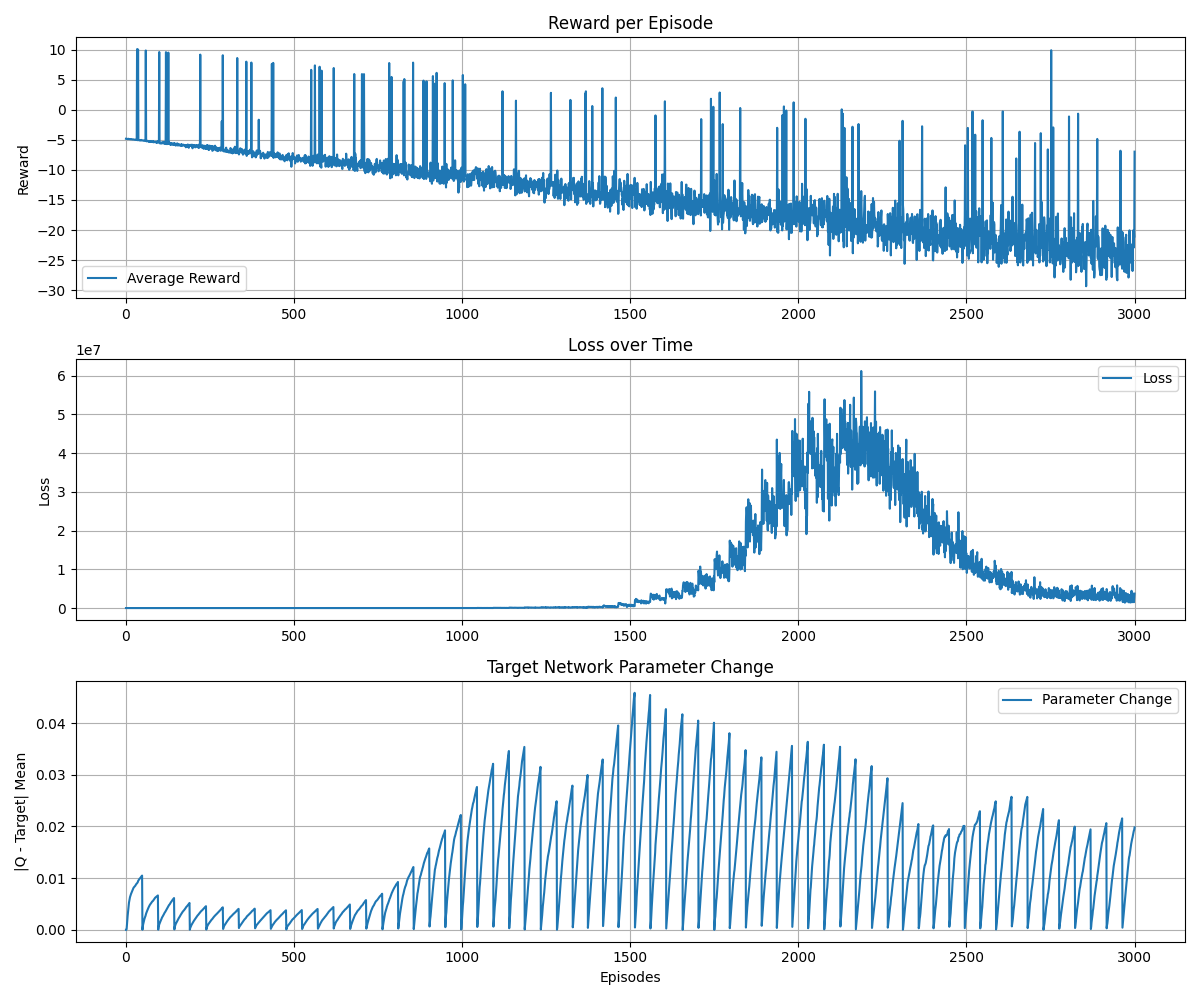 Reward per Episode
Reward
10
5
0
−5
−10
−15
−20
−25
−30
Average Reward
0 500 1000 1500 2000 2500 3000
Loss over Time
1e7
Loss
6
5
4
3
2
1
0
Loss
0 500 1000 1500 2000 2500 3000
Target Network Parameter Change
|Q - Target| Mean
0.04
0.03
0.02
0.01
0.00
Parameter Change
0 500 1000 1500 2000 2500 3000
Episodes